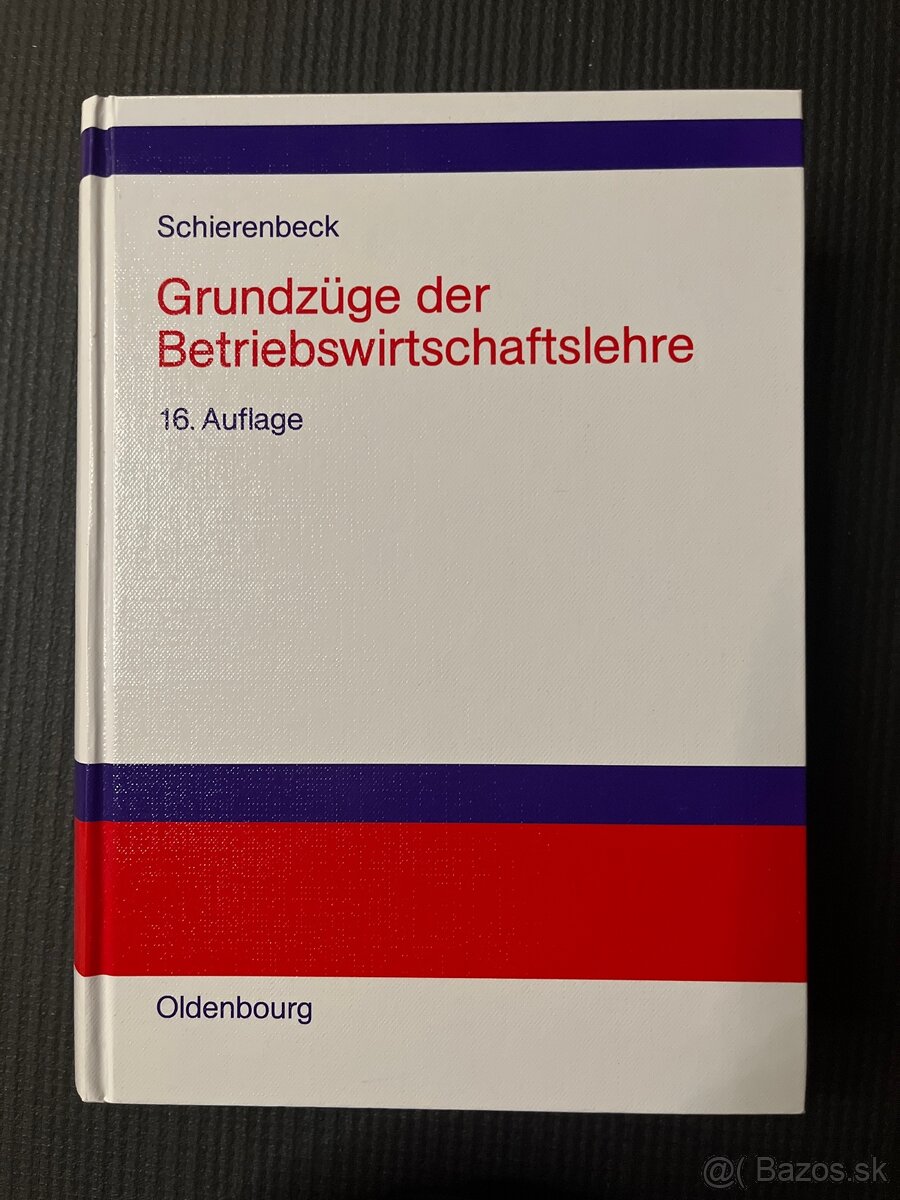 Schierenbeck
Grundzüge der
Betriebswirtschaftslehre
16. Auflage
Oldenbourg
@( Bazos.sk